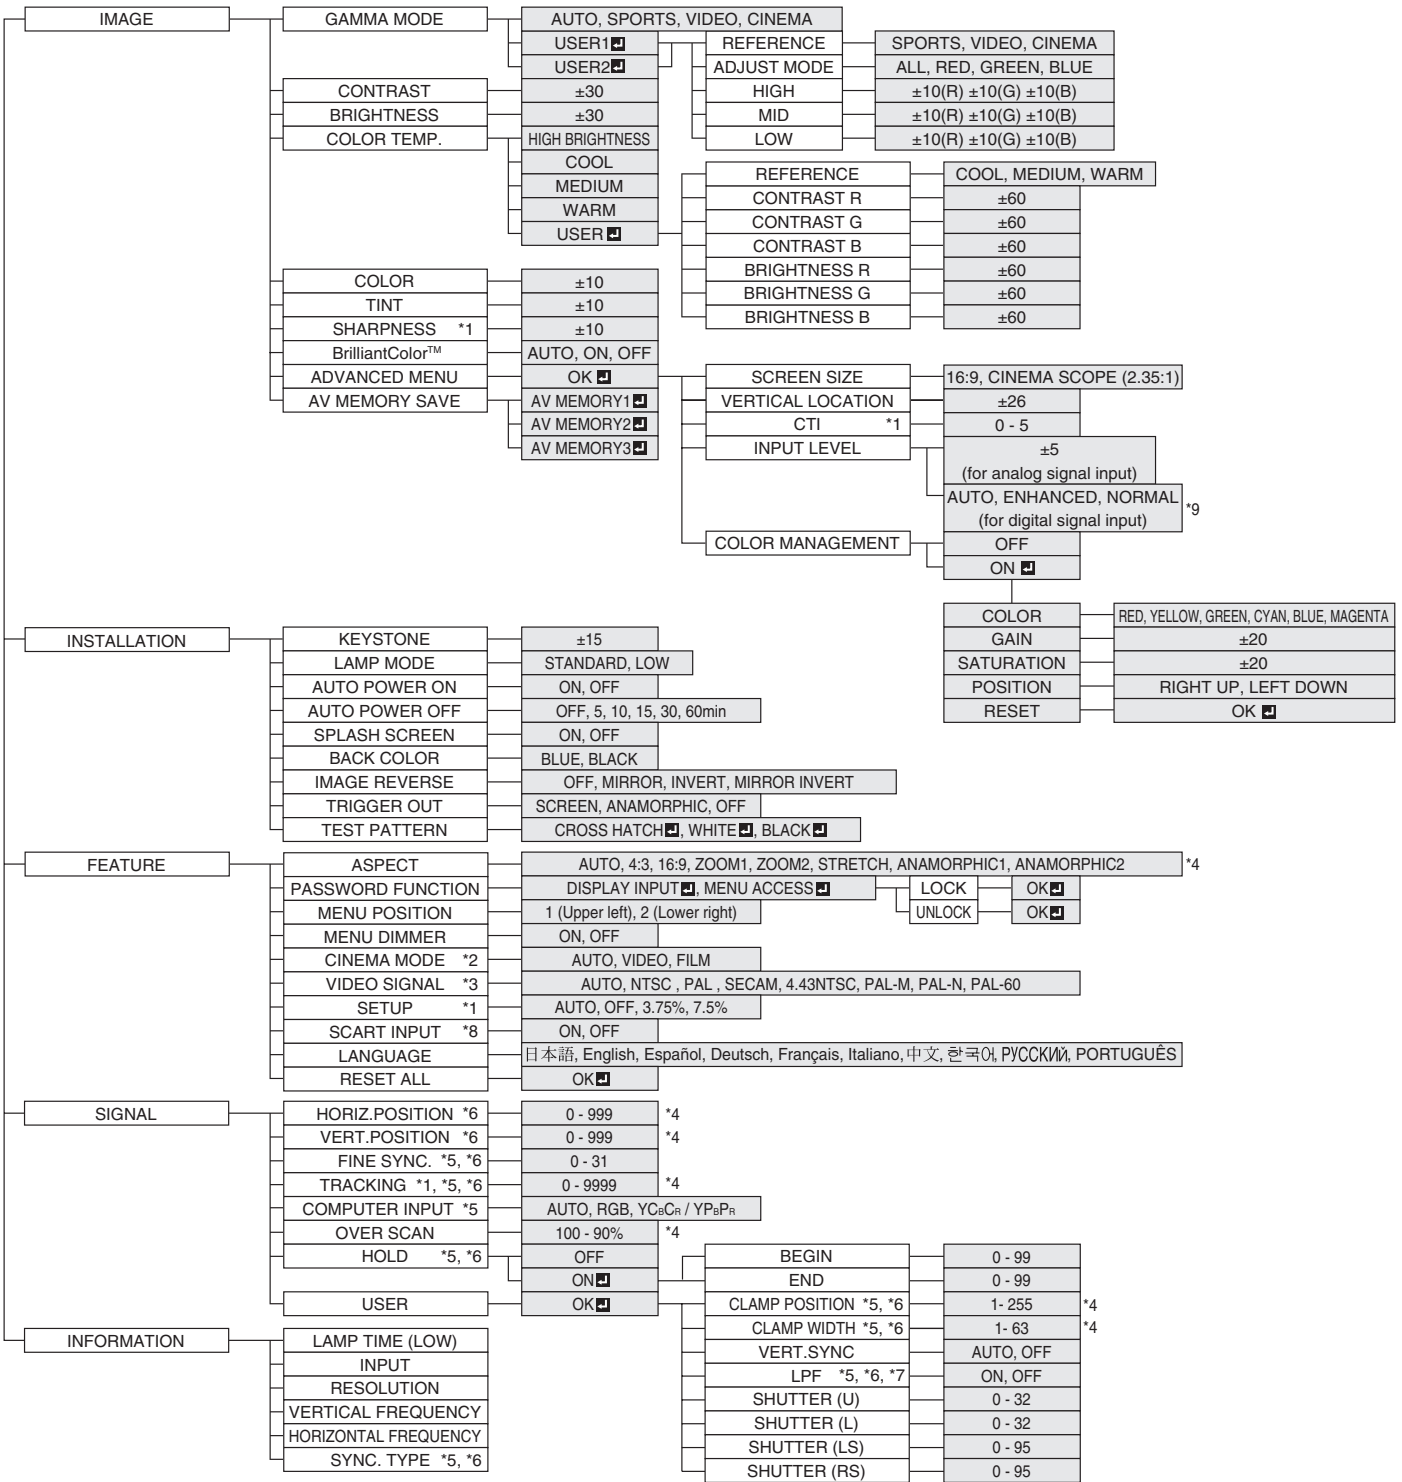 IMAGE GAMMA MODE AUTO, SPORTS, VIDEO, CINEMA
USER1 REFERENCE SPORTS, VIDEO, CINEMA
USER2 ADJUST MODE ALL, RED, GREEN, BLUE
CONTRAST ±30 HIGH ±10(R) ±10(G) ±10(B)
BRIGHTNESS ±30 MID ±10(R) ±10(G) ±10(B)
COLOR TEMP. HIGH BRIGHTNESS LOW ±10(R) ±10(G) ±10(B)
COOL REFERENCE COOL, MEDIUM, WARM
MEDIUM CONTRAST R ±60
WARM CONTRAST G ±60
USER CONTRAST B ±60
BRIGHTNESS R ±60
COLOR ±10 BRIGHTNESS G ±60
TINT ±10 BRIGHTNESS B ±60
SHARPNESS *1 ±10
BrilliantColor™ AUTO, ON, OFF
ADVANCED MENU OK SCREEN SIZE 16:9, CINEMA SCOPE (2.35:1)
AV MEMORY SAVE AV MEMORY1 VERTICAL LOCATION ±26
AV MEMORY2 CTI *1 0 - 5
AV MEMORY3 INPUT LEVEL ±5
(for analog signal input)
AUTO, ENHANCED, NORMAL *9
(for digital signal input)
COLOR MANAGEMENT OFF
ON
COLOR RED, YELLOW, GREEN, CYAN, BLUE, MAGENTA
INSTALLATION KEYSTONE ±15 GAIN ±20
LAMP MODE STANDARD, LOW SATURATION ±20
AUTO POWER ON ON, OFF POSITION RIGHT UP, LEFT DOWN
AUTO POWER OFF OFF, 5, 10, 15, 30, 60min RESET OK
SPLASH SCREEN ON, OFF
BACK COLOR BLUE, BLACK
IMAGE REVERSE OFF, MIRROR, INVERT, MIRROR INVERT
TRIGGER OUT SCREEN, ANAMORPHIC, OFF
TEST PATTERN CROSS HATCH, WHITE, BLACK
FEATURE ASPECT AUTO, 4:3, 16:9, ZOOM1, ZOOM2, STRETCH, ANAMORPHIC1, ANAMORPHIC2 *4
PASSWORD FUNCTION DISPLAY INPUT, MENU ACCESS LOCK OK
MENU POSITION 1 (Upper left), 2 (Lower right) UNLOCK OK
MENU DIMMER ON, OFF
CINEMA MODE *2 AUTO, VIDEO, FILM
VIDEO SIGNAL *3 AUTO, NTSC , PAL , SECAM, 4.43NTSC, PAL-M, PAL-N, PAL-60
SETUP *1 AUTO, OFF, 3.75%, 7.5%
SCART INPUT *8 ON, OFF
LANGUAGE 日本語, English, Español, Deutsch, Français, Italiano, 中文, 한국어, РУССКИЙ, PORTUGUÊS
RESET ALL OK
SIGNAL HORIZ.POSITION *6 0 - 999 *4
VERT.POSITION *6 0 - 999 *4
FINE SYNC. *5, *6 0 - 31
TRACKING *1, *5, *6 0 - 9999 *4
COMPUTER INPUT *5 AUTO, RGB, YCBCR / YPBPR
OVER SCAN 100 - 90% *4
HOLD *5, *6 OFF BEGIN 0 - 99
ON END 0 - 99
USER OK CLAMP POSITION *5, *6 1- 255 *4
CLAMP WIDTH *5, *6 1- 63 *4
INFORMATION LAMP TIME (LOW) VERT.SYNC AUTO, OFF
INPUT LPF *5, *6, *7 ON, OFF
RESOLUTION SHUTTER (U) 0 - 32
VERTICAL FREQUENCY SHUTTER (L) 0 - 32
HORIZONTAL FREQUENCY SHUTTER (LS) 0 - 95
SYNC. TYPE *5, *6 SHUTTER (RS) 0 - 95